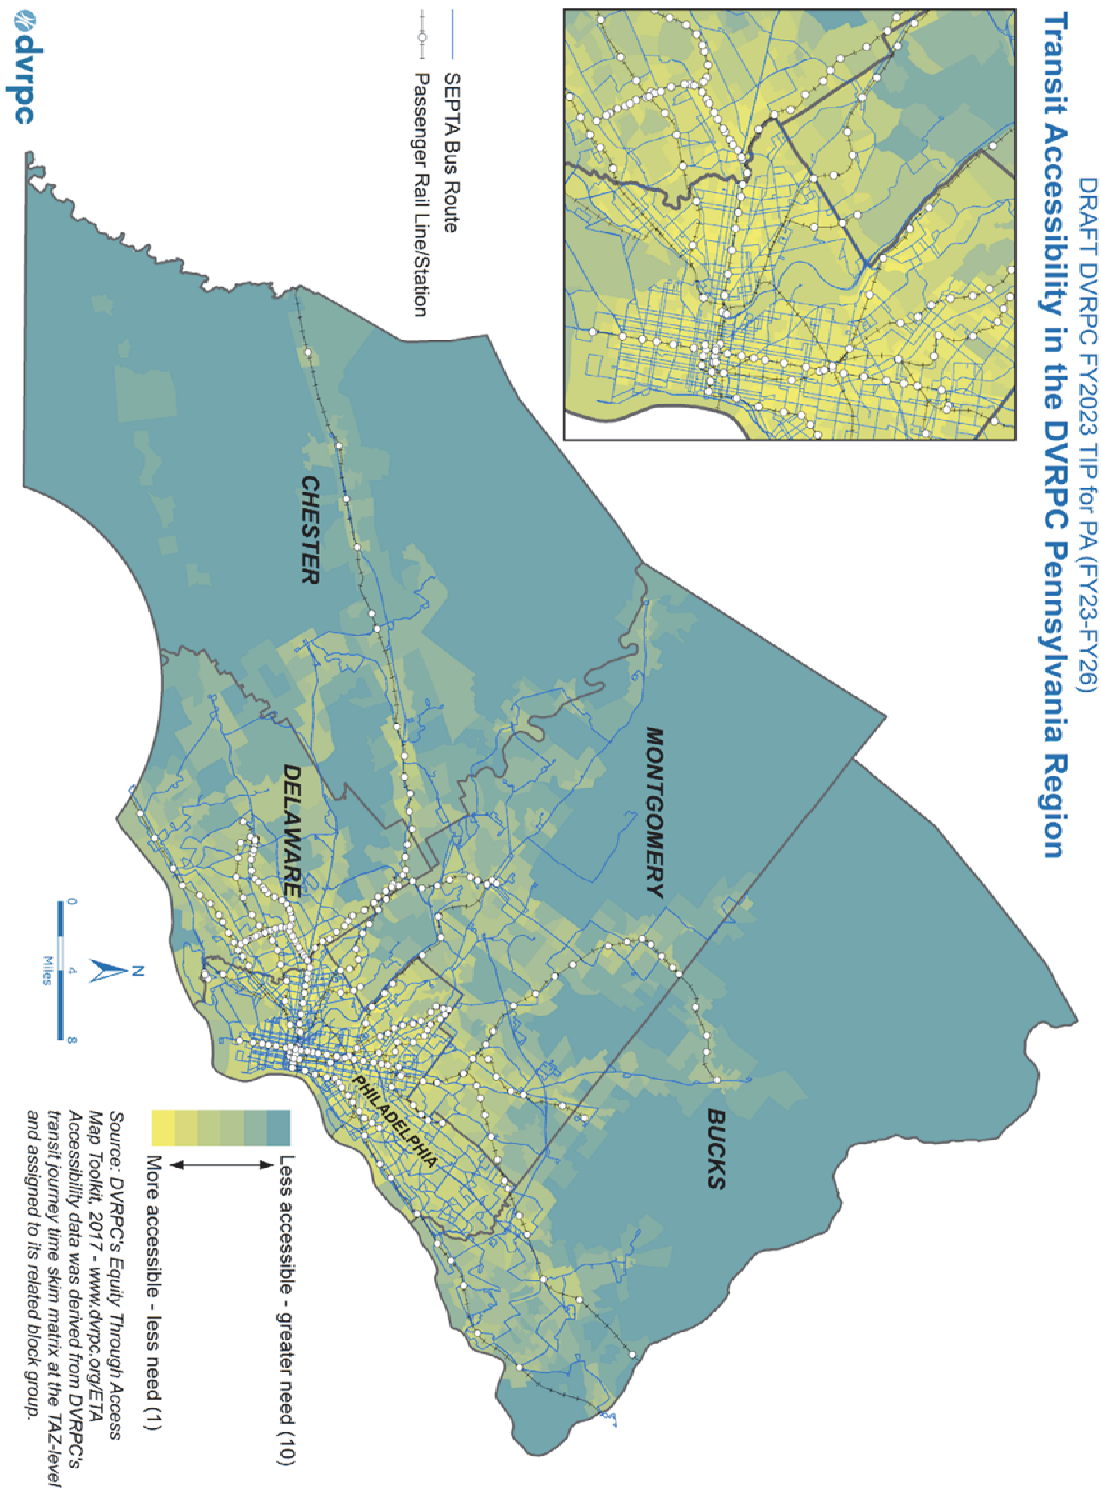 DRAFT DVRPC FY2023 TIP for PA (FY23-FY26)
Transit Accessibility in the DVRPC Pennsylvania Region
SEPTA Bus Route
Passenger Rail Line/Station
dvrpc
CHESTER
MONTGOMERY
DELAWARE
BUCKS
PHILADELPHIA
N
0 4 8
Miles
Less accessible - greater need (10)
More accessible - less need (1)
Source: DVRPC's Equity Through Access
Map Toolkit, 2017 - www.dvrpc.org/ETA
Accessibility data was derived from DVRPC's
transit journey time skim matrix at the TAZ-level
and assigned to its related block group.